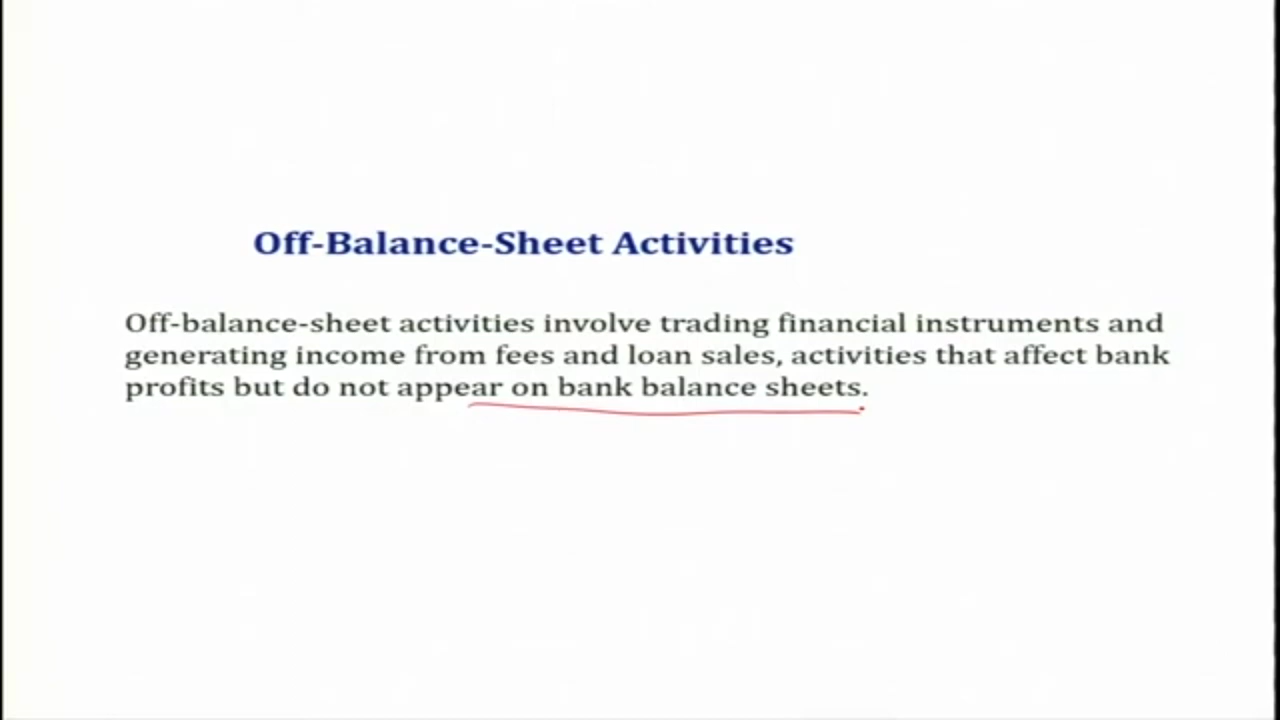 Off-Balance-Sheet Activities
Off-balance-sheet activities involve trading financial instruments and
generating income from fees and loan sales, activities that affect bank
profits but do not appear on bank balance sheets.